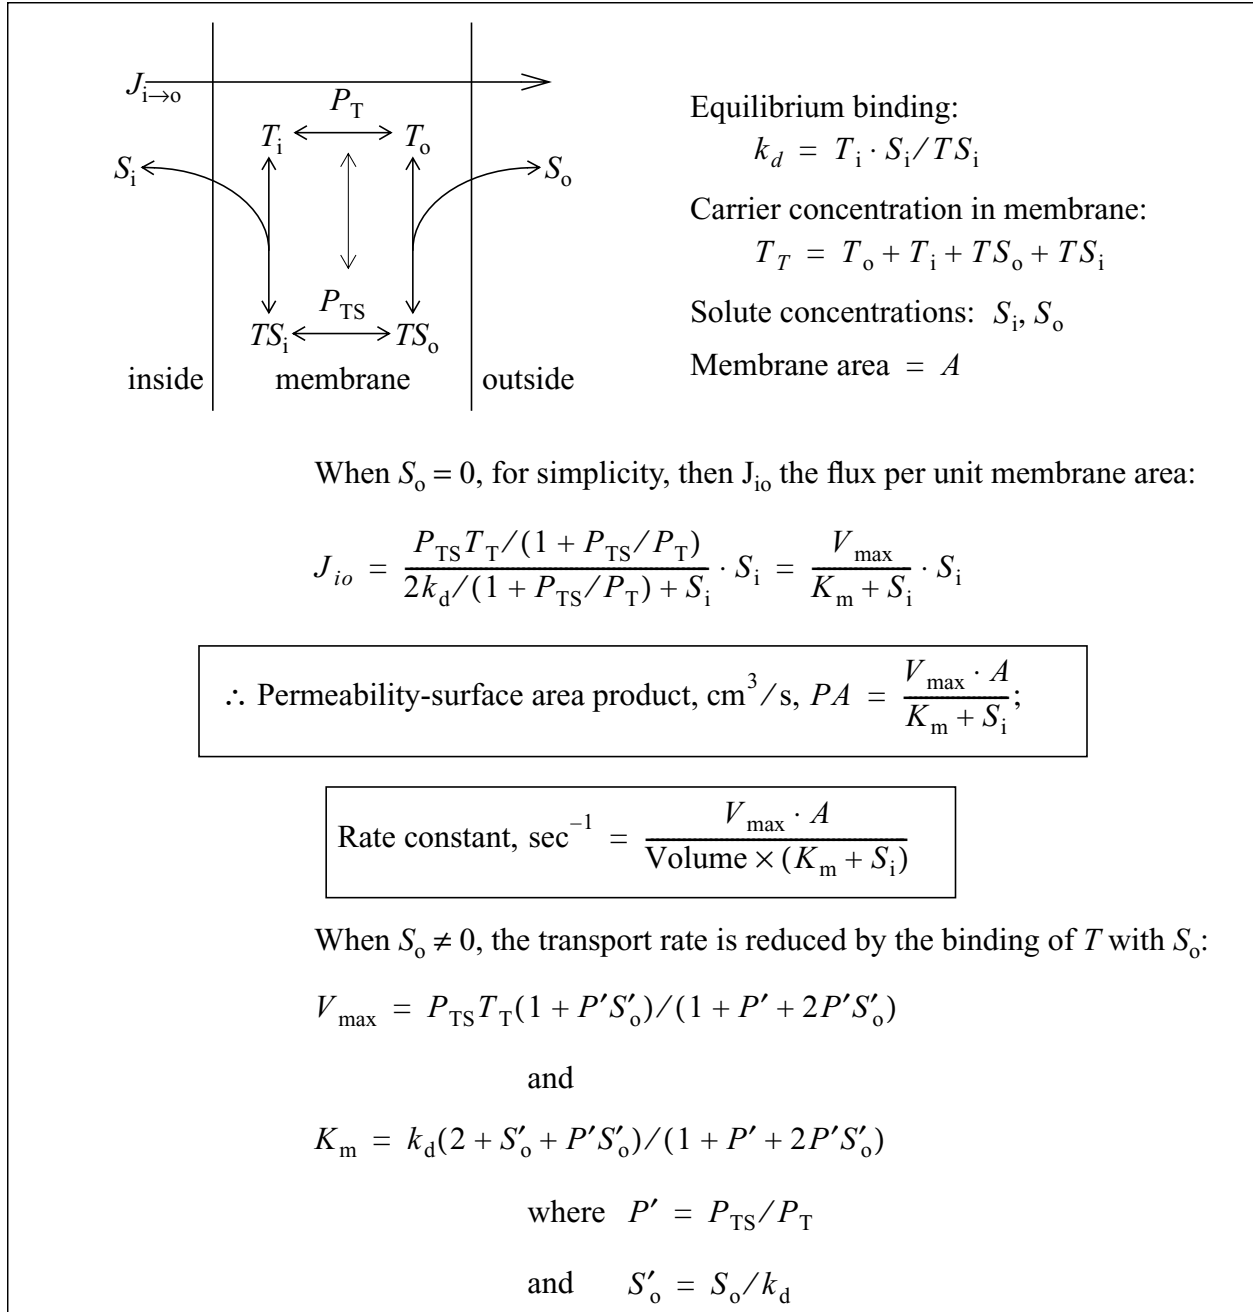 J_{i→o}
P_T
T_i T_o
S_i S_o
P_TS
TS_i TS_o
inside membrane outside
Equilibrium binding:
k_d = T_i · S_i/TS_i
Carrier concentration in membrane:
T_T = T_o + T_i + TS_o + TS_i
Solute concentrations: S_i, S_o
Membrane area = A
When S_o = 0, for simplicity, then J_io the flux per unit membrane area:
J_io = \frac{P_TS T_T/(1 + P_TS/P_T)}{2k_d/(1 + P_TS/P_T) + S_i} · S_i = \frac{V_max}{K_m + S_i} · S_i
∴ Permeability-surface area product, cm^3/s, PA = \frac{V_max · A}{K_m + S_i};
Rate constant, sec^{−1} = \frac{V_max · A}{Volume × (K_m + S_i)}
When S_o ≠ 0, the transport rate is reduced by the binding of T with S_o:
V_max = P_TS T_T(1 + P′S′_o)/(1 + P′ + 2P′S′_o)
and
K_m = k_d(2 + S′_o + P′S′_o)/(1 + P′ + 2P′S′_o)
where P′ = P_TS/P_T
and S′_o = S_o/k_d